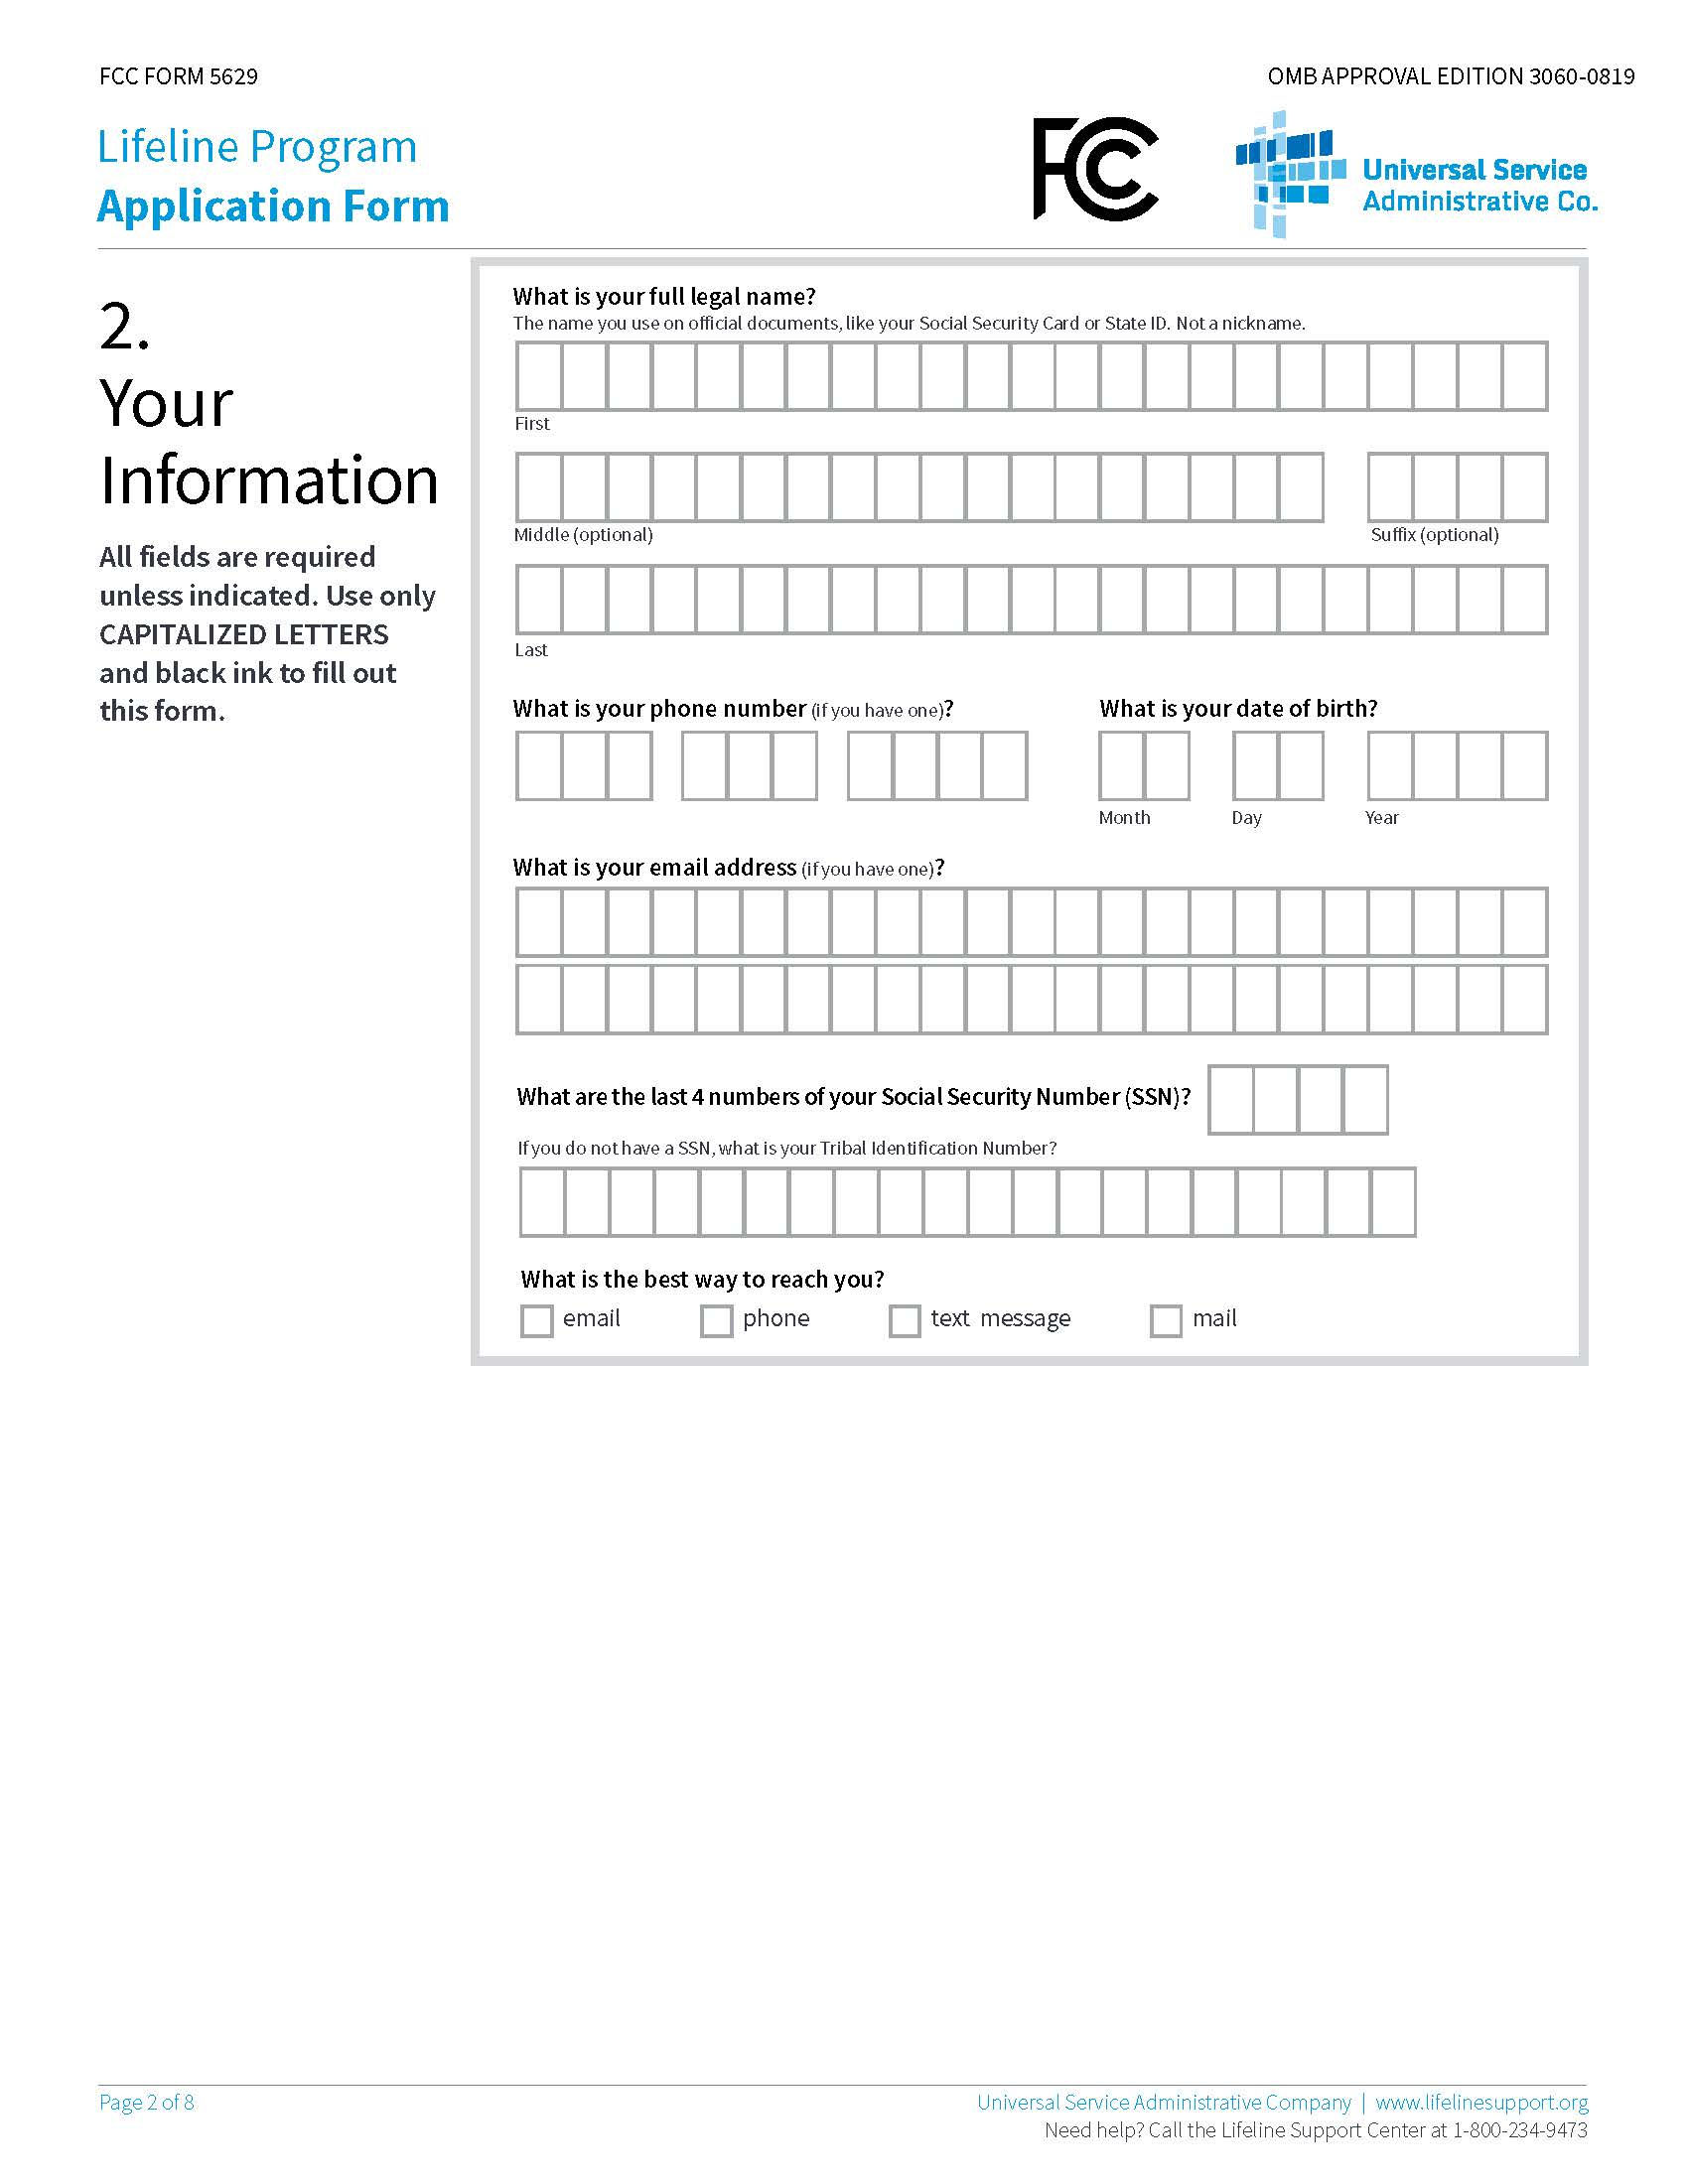 FCC FORM 5629
OMB APPROVAL EDITION 3060-0819
Lifeline Program
Application Form
FCC
Universal Service
Administrative Co.
2.
Your
Information
All fields are required
unless indicated. Use only
CAPITALIZED LETTERS
and black ink to fill out
this form.
What is your full legal name?
The name you use on official documents, like your Social Security Card or State ID. Not a nickname.
First
Middle (optional)
Suffix (optional)
Last
What is your phone number (if you have one)?
What is your date of birth?
Month
Day
Year
What is your email address (if you have one)?
What are the last 4 numbers of your Social Security Number (SSN)?
If you do not have a SSN, what is your Tribal Identification Number?
What is the best way to reach you?
email
phone
text message
mail
Page 2 of 8
Universal Service Administrative Company | www.lifelinesupport.org
Need help? Call the Lifeline Support Center at 1-800-234-9473